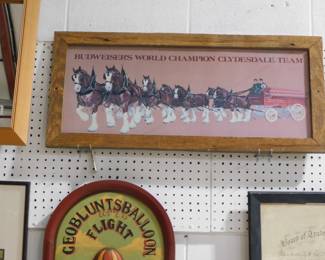 BUDWEISER'S WORLD CHAMPION CLYDESDALE TEAM
GEOBLUNTSBALLOON
FLIGHT